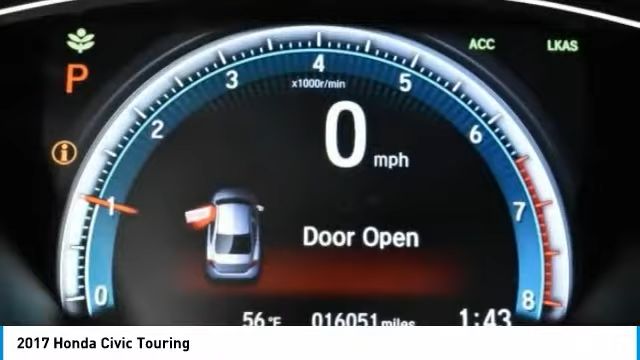 ACC LKAS
P
x1000r/min
0 1 2 3 4 5 6 7 8
0 mph
Door Open
56°F 016051 miles 1:43
2017 Honda Civic Touring